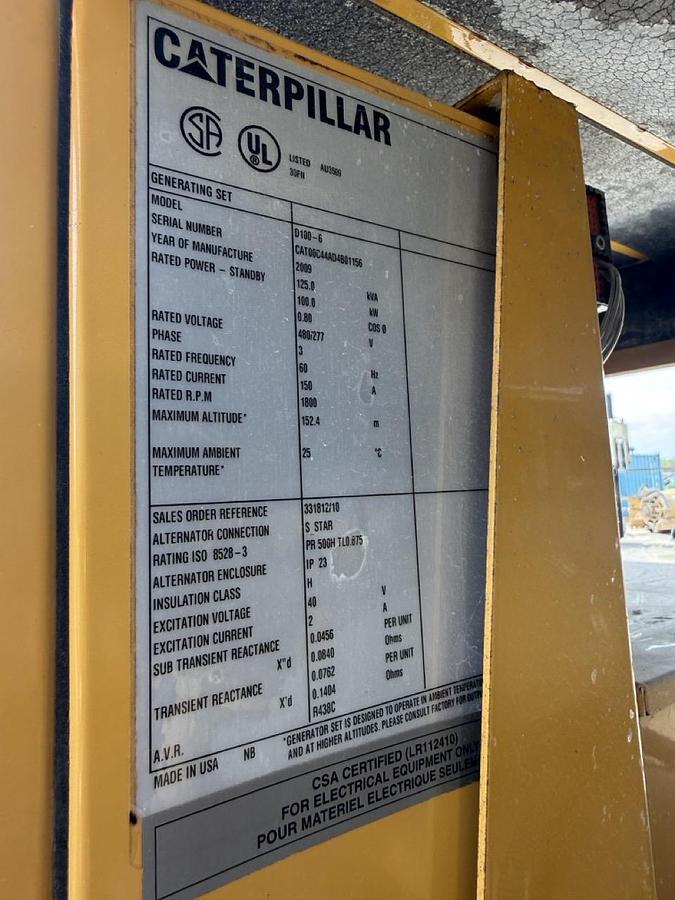 CATERPILLAR
SA UL LISTED AU3509
30FN
GENERATING SET
MODEL D100-6
SERIAL NUMBER CAT00C44AD4B01156
YEAR OF MANUFACTURE 2009
RATED POWER - STANDBY 125.0 kVA
100.0 kW
0.80 COS Ø
RATED VOLTAGE 480/277 V
PHASE 3
RATED FREQUENCY 60 Hz
RATED CURRENT 150 A
RATED R.P.M 1800
MAXIMUM ALTITUDE* 152.4 m
MAXIMUM AMBIENT 25 °C
TEMPERATURE*
SALES ORDER REFERENCE 331812/10
ALTERNATOR CONNECTION S STAR
RATING ISO 8528-3 PR 500H TL0.875
ALTERNATOR ENCLOSURE IP 23
INSULATION CLASS H
EXCITATION VOLTAGE 40 V
EXCITATION CURRENT 2 A
SUB TRANSIENT REACTANCE 0.0456 PER UNIT
X"d 0.0840 Ohms
TRANSIENT REACTANCE 0.0762 PER UNIT
X'd 0.1404 Ohms
A.V.R. R438C
MADE IN USA NB *GENERATOR SET IS DESIGNED TO OPERATE IN AMBIENT
AND AT HIGHER ALTITUDES. PLEASE CONSULT FACTORY FOR
CSA CERTIFIED (LR112410)
FOR ELECTRICAL EQUIPMENT ONLY
POUR MATERIEL ELECTRIQUE